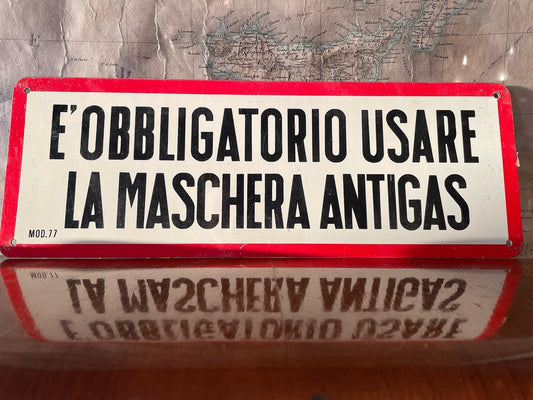 E' OBBLIGATORIO USARE
LA MASCHERA ANTIGAS
MOD. 77